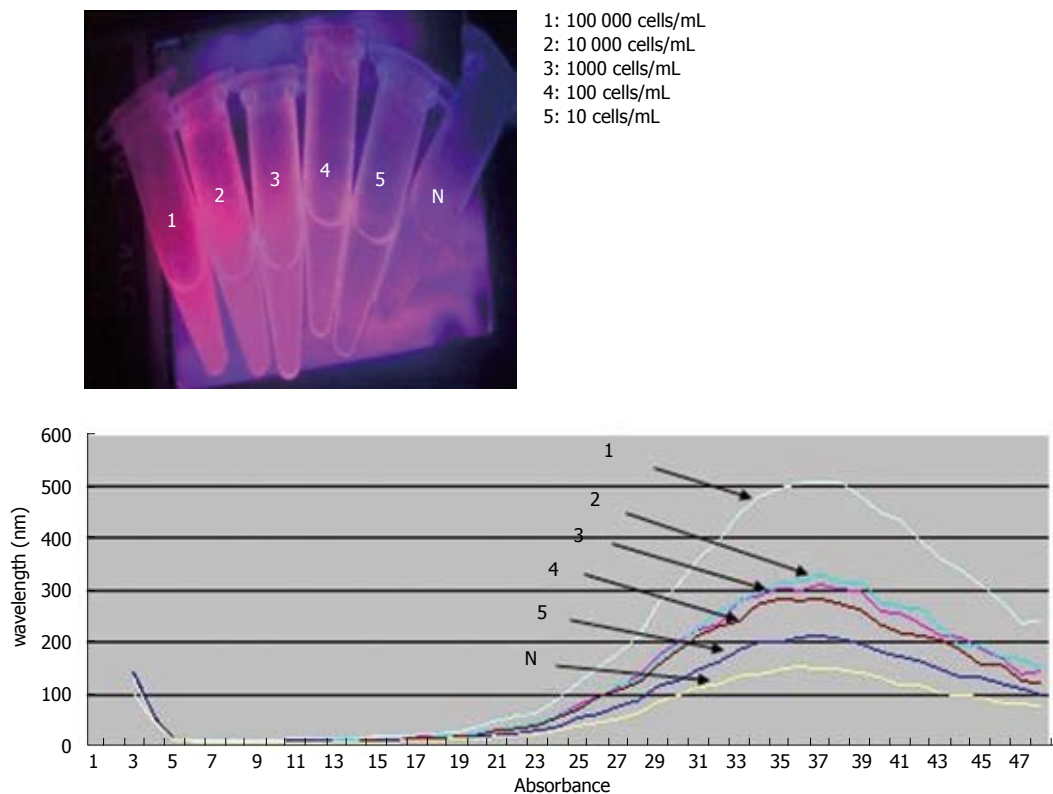 1: 100 000 cells/mL
2: 10 000 cells/mL
3: 1000 cells/mL
4: 100 cells/mL
5: 10 cells/mL
4
3
5
2
N
1
600
500
400
300
200
100
0
wavelength (nm)
1
2
3
4
5
N
1 3 5 7 9 11 13 15 17 19 21 23 25 27 29 31 33 35 37 39 41 43 45 47
Absorbance